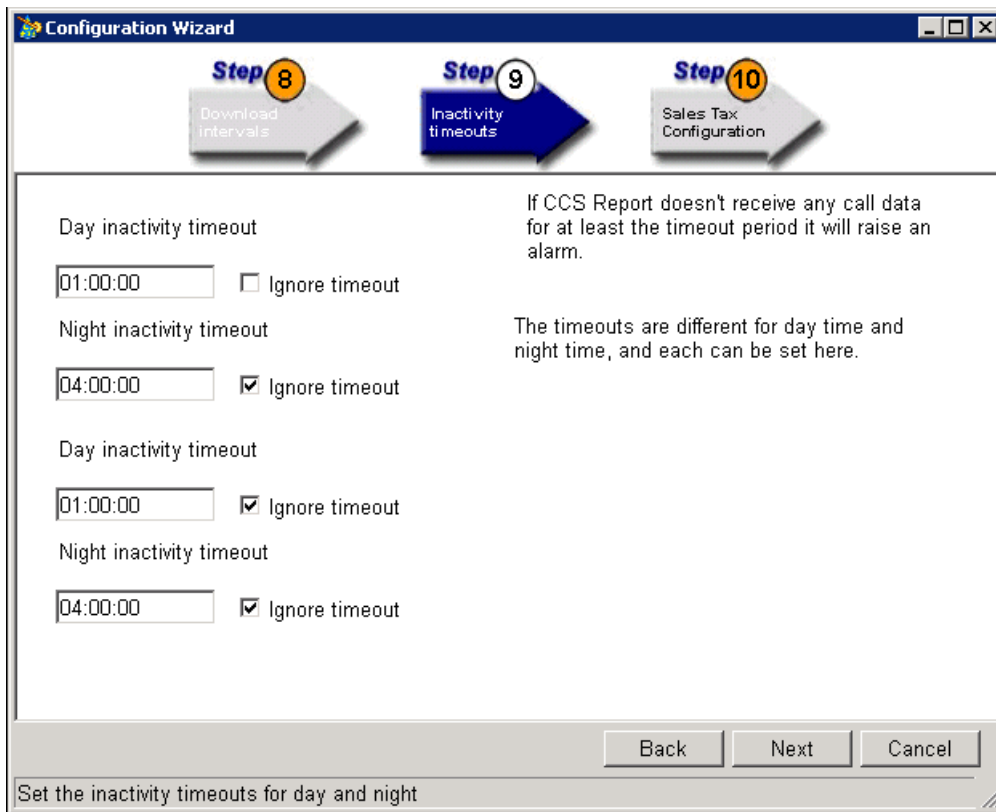 Configuration Wizard
Step 8
Download
intervals
Step 9
Inactivity
timeouts
Step 10
Sales Tax
Configuration
Day inactivity timeout
01:00:00
Ignore timeout
Night inactivity timeout
04:00:00
Ignore timeout
Day inactivity timeout
01:00:00
Ignore timeout
Night inactivity timeout
04:00:00
Ignore timeout
If CCS Report doesn't receive any call data
for at least the timeout period it will raise an
alarm.
The timeouts are different for day time and
night time, and each can be set here.
Back
Next
Cancel
Set the inactivity timeouts for day and night